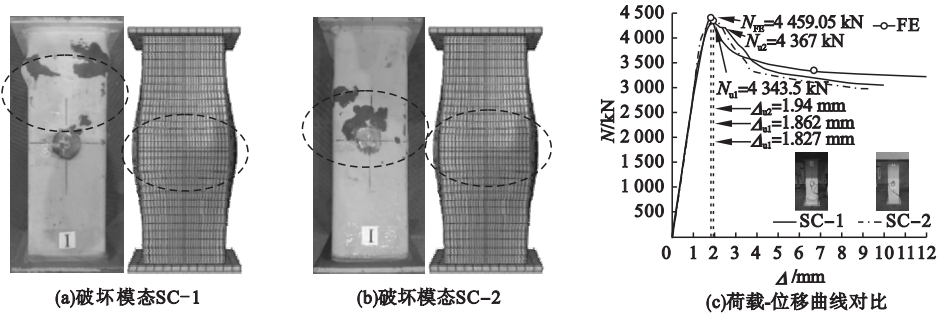 1
(a)破坏模态SC-1
I
(b)破坏模态SC-2
N/kN
4 500
4 000
3 500
3 000
2 500
2 000
1 500
1 000
500
N_FE=4 459.05 kN
N_u2=4 367 kN
FE
N_u1=4 343.5 kN
Δ_u2=1.94 mm
Δ_u1=1.862 mm
Δ_u1=1.827 mm
SC-1
SC-2
0 1 2 3 4 5 6 7 8 9 10 11 12
Δ/mm
(c)荷载-位移曲线对比